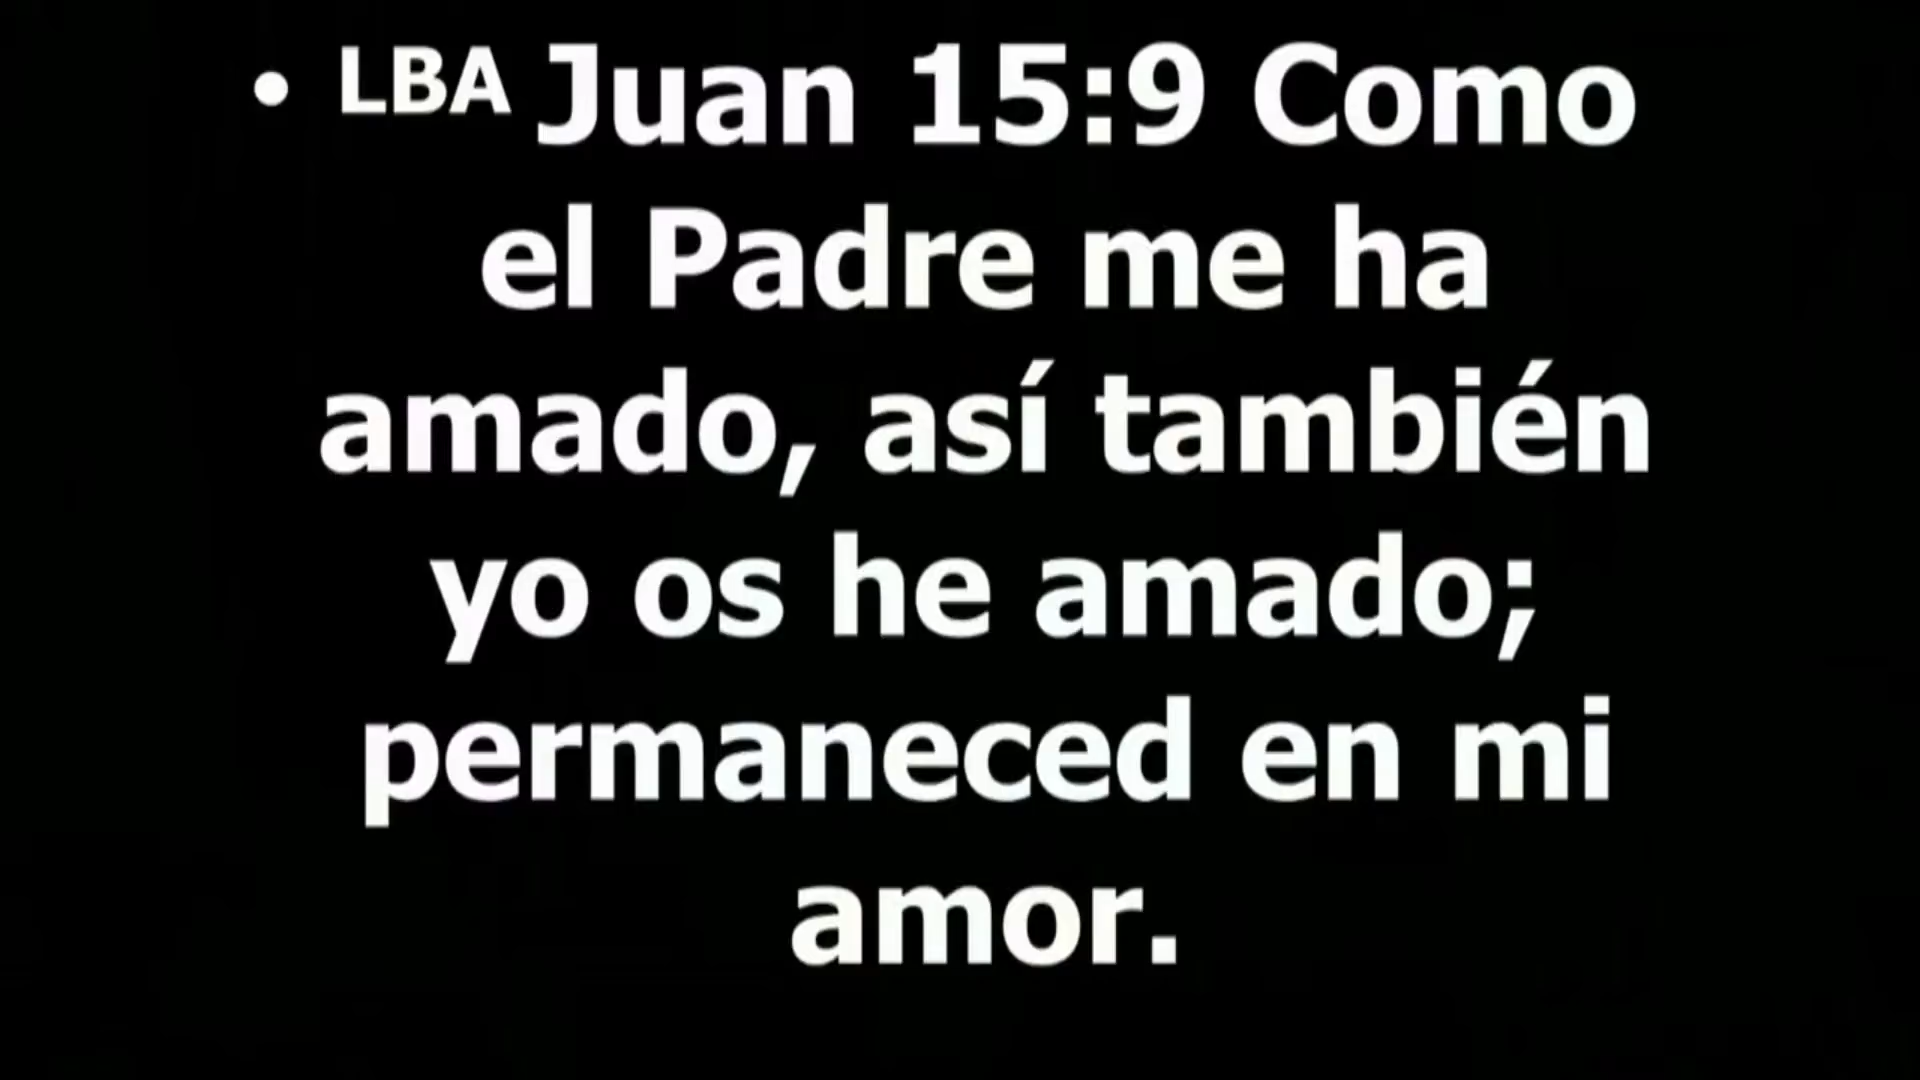 • LBA Juan 15:9 Como
el Padre me ha
amado, así también
yo os he amado;
permaneced en mi
amor.